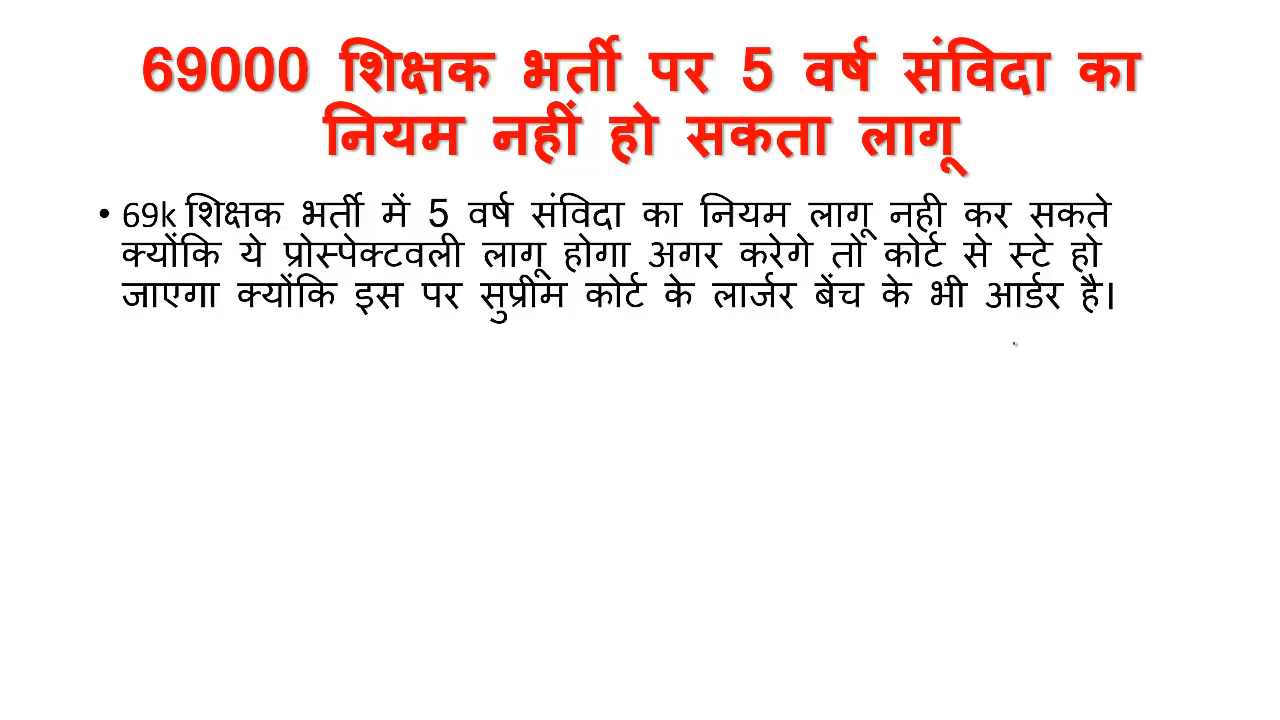 69000 शिक्षक भर्ती पर 5 वर्ष संविदा का
नियम नहीं हो सकता लागू
• 69k शिक्षक भर्ती में 5 वर्ष संविदा का नियम लागू नही कर सकते
क्योंकि ये प्रोस्पेक्टवली लागू होगा अगर करेगे तो कोर्ट से स्टे हो
जाएगा क्योंकि इस पर सुप्रीम कोर्ट के लार्जर बेंच के भी आर्डर है।